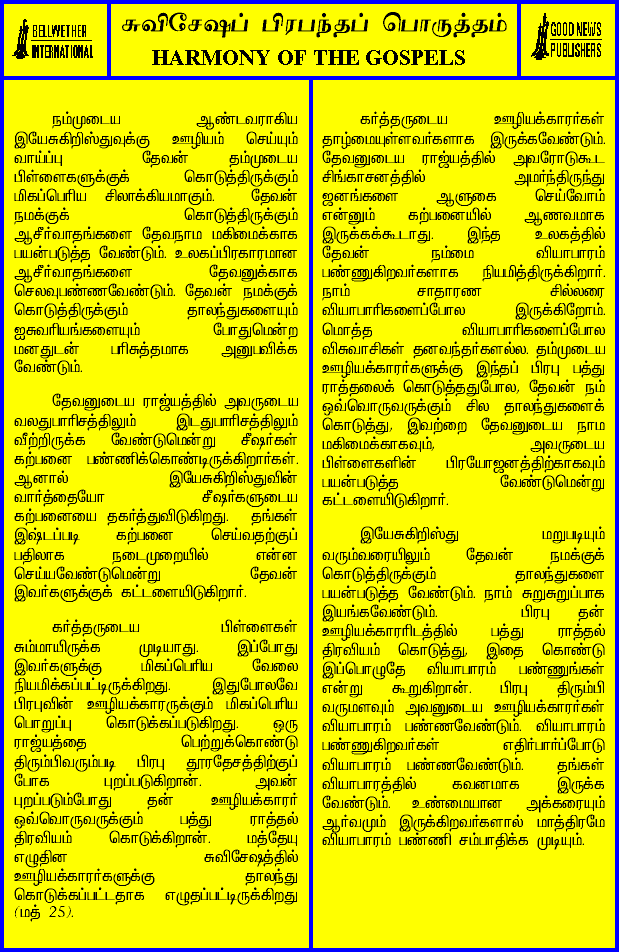 BELLWETHER
INTERNATIONAL
சுவிசேஷப் பிரபந்தப் பொருத்தம்
HARMONY OF THE GOSPELS
GOOD NEWS
PUBLISHERS
நம்முடைய ஆண்டவராகிய
இயேசுகிறிஸ்துவுக்கு ஊழியம் செய்யும்
வாய்ப்பு தேவன் தம்முடைய
பிள்ளைகளுக்குக் கொடுத்திருக்கும்
மிகப்பெரிய சிலாக்கியமாகும். தேவன்
நமக்குக் கொடுத்திருக்கும்
ஆசீர்வாதங்களை தேவநாம மகிமைக்காக
பயன்படுத்த வேண்டும். உலகப்பிரகாரமான
ஆசீர்வாதங்களை தேவனுக்காக
செலவுபண்ணவேண்டும். தேவன் நமக்குக்
கொடுத்திருக்கும் தாலந்துகளையும்
ஐசுவரியங்களையும் போதுமென்ற
மனதுடன் பரிசுத்தமாக அனுபவிக்க
வேண்டும்.
தேவனுடைய ராஜ்யத்தில் அவருடைய
வலதுபாரிசத்திலும் இடதுபாரிசத்திலும்
வீற்றிருக்க வேண்டுமென்று சீஷர்கள்
கற்பனை பண்ணிக்கொண்டிருக்கிறார்கள்.
ஆனால் இயேசுகிறிஸ்துவின்
வார்த்தையோ சீஷர்களுடைய
கற்பனையை தகர்த்துவிடுகிறது. தங்கள்
இஷ்டப்படி கற்பனை செய்வதற்குப்
பதிலாக நடைமுறையில் என்ன
செய்யவேண்டுமென்று தேவன்
இவர்களுக்குக் கட்டளையிடுகிறார்.
கர்த்தருடைய பிள்ளைகள்
சும்மாயிருக்க முடியாது. இப்போது
இவர்களுக்கு மிகப்பெரிய வேலை
நியமிக்கப்பட்டிருக்கிறது. இதுபோலவே
பிரபுவின் ஊழியக்காரருக்கும் மிகப்பெரிய
பொறுப்பு கொடுக்கப்படுகிறது. ஒரு
ராஜ்யத்தை பெற்றுக்கொண்டு
திரும்பிவரும்படி பிரபு தூரதேசத்திற்குப்
போக புறப்படுகிறான். அவன்
புறப்படும்போது தன் ஊழியக்காரர்
ஒவ்வொருவருக்கும் பத்து ராத்தல்
திரவியம் கொடுக்கிறான். மத்தேயு
எழுதின சுவிசேஷத்தில்
ஊழியக்காரர்களுக்கு தாலந்து
கொடுக்கப்பட்டதாக எழுதப்பட்டிருக்கிறது
(மத் 25).
கர்த்தருடைய ஊழியக்காரர்கள்
தாழ்மையுள்ளவர்களாக இருக்கவேண்டும்.
தேவனுடைய ராஜ்யத்தில் அவரோடுகூட
சிங்காசனத்தில் அமர்ந்திருந்து
ஜனங்களை ஆளுகை செய்வோம்
என்னும் கற்பனையில் ஆணவமாக
இருக்கக்கூடாது. இந்த உலகத்தில்
தேவன் நம்மை வியாபாரம்
பண்ணுகிறவர்களாக நியமித்திருக்கிறார்.
நாம் சாதாரண சில்லரை
வியாபாரிகளைப்போல இருக்கிறோம்.
மொத்த வியாபாரிகளைப்போல
விசுவாசிகள் தனவந்தர்களல்ல. தம்முடைய
ஊழியக்காரர்களுக்கு இந்தப் பிரபு பத்து
ராத்தலைக் கொடுத்ததுபோல, தேவன் நம்
ஒவ்வொருவருக்கும் சில தாலந்துகளைக்
கொடுத்து, இவற்றை தேவனுடைய நாம
மகிமைக்காகவும், அவருடைய
பிள்ளைகளின் பிரயோஜனத்திற்காகவும்
பயன்படுத்த வேண்டுமென்று
கட்டளையிடுகிறார்.
இயேசுகிறிஸ்து மறுபடியும்
வரும்வரையிலும் தேவன் நமக்குக்
கொடுத்திருக்கும் தாலந்துகளை
பயன்படுத்த வேண்டும். நாம் சுறுசுறுப்பாக
இயங்கவேண்டும். பிரபு தன்
ஊழியக்காரரிடத்தில் பத்து ராத்தல்
திரவியம் கொடுத்து, இதை கொண்டு
இப்பொழுதே வியாபாரம் பண்ணுங்கள்
என்று கூறுகிறான். பிரபு திரும்பி
வருமளவும் அவனுடைய ஊழியக்காரர்கள்
வியாபாரம் பண்ணவேண்டும். வியாபாரம்
பண்ணுகிறவர்கள் எதிர்பார்ப்போடு
வியாபாரம் பண்ணவேண்டும். தங்கள்
வியாபாரத்தில் கவனமாக இருக்க
வேண்டும். உண்மையான அக்கரையும்
ஆர்வமும் இருக்கிறவர்களால் மாத்திரமே
வியாபாரம் பண்ணி சம்பாதிக்க முடியும்.